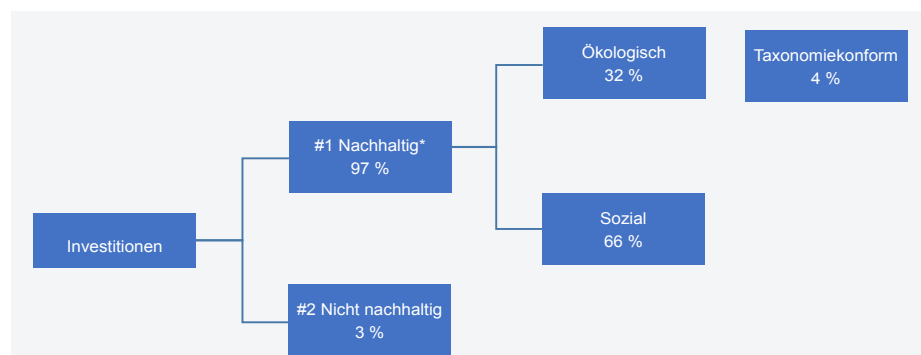 Ökologisch
32 %
Taxonomiekonform
4 %
#1 Nachhaltig*
97 %
Sozial
66 %
Investitionen
#2 Nicht nachhaltig
3 %